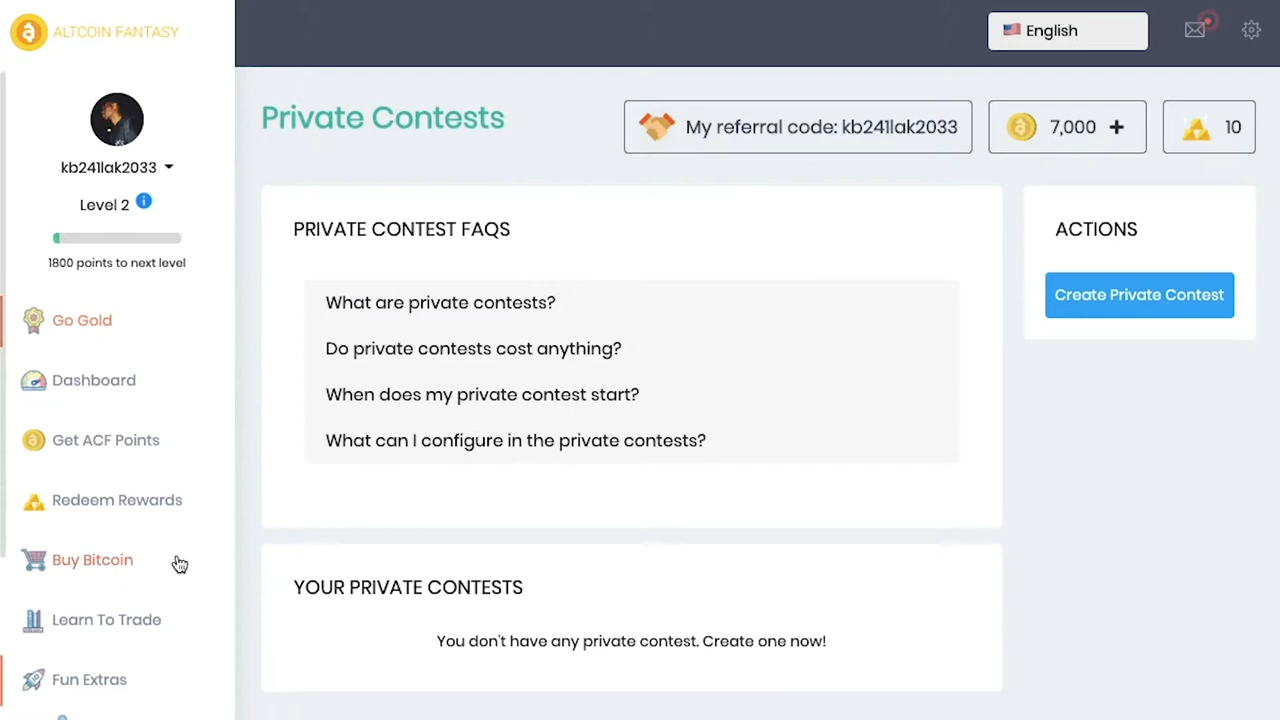 ALTCOIN FANTASY
English
kb241lak2033
Level 2
1800 points to next level
Go Gold
Dashboard
Get ACF Points
Redeem Rewards
Buy Bitcoin
Learn To Trade
Fun Extras
Private Contests
My referral code: kb241lak2033
7,000 +
10
PRIVATE CONTEST FAQS
What are private contests?
Do private contests cost anything?
When does my private contest start?
What can I configure in the private contests?
ACTIONS
Create Private Contest
YOUR PRIVATE CONTESTS
You don't have any private contest. Create one now!